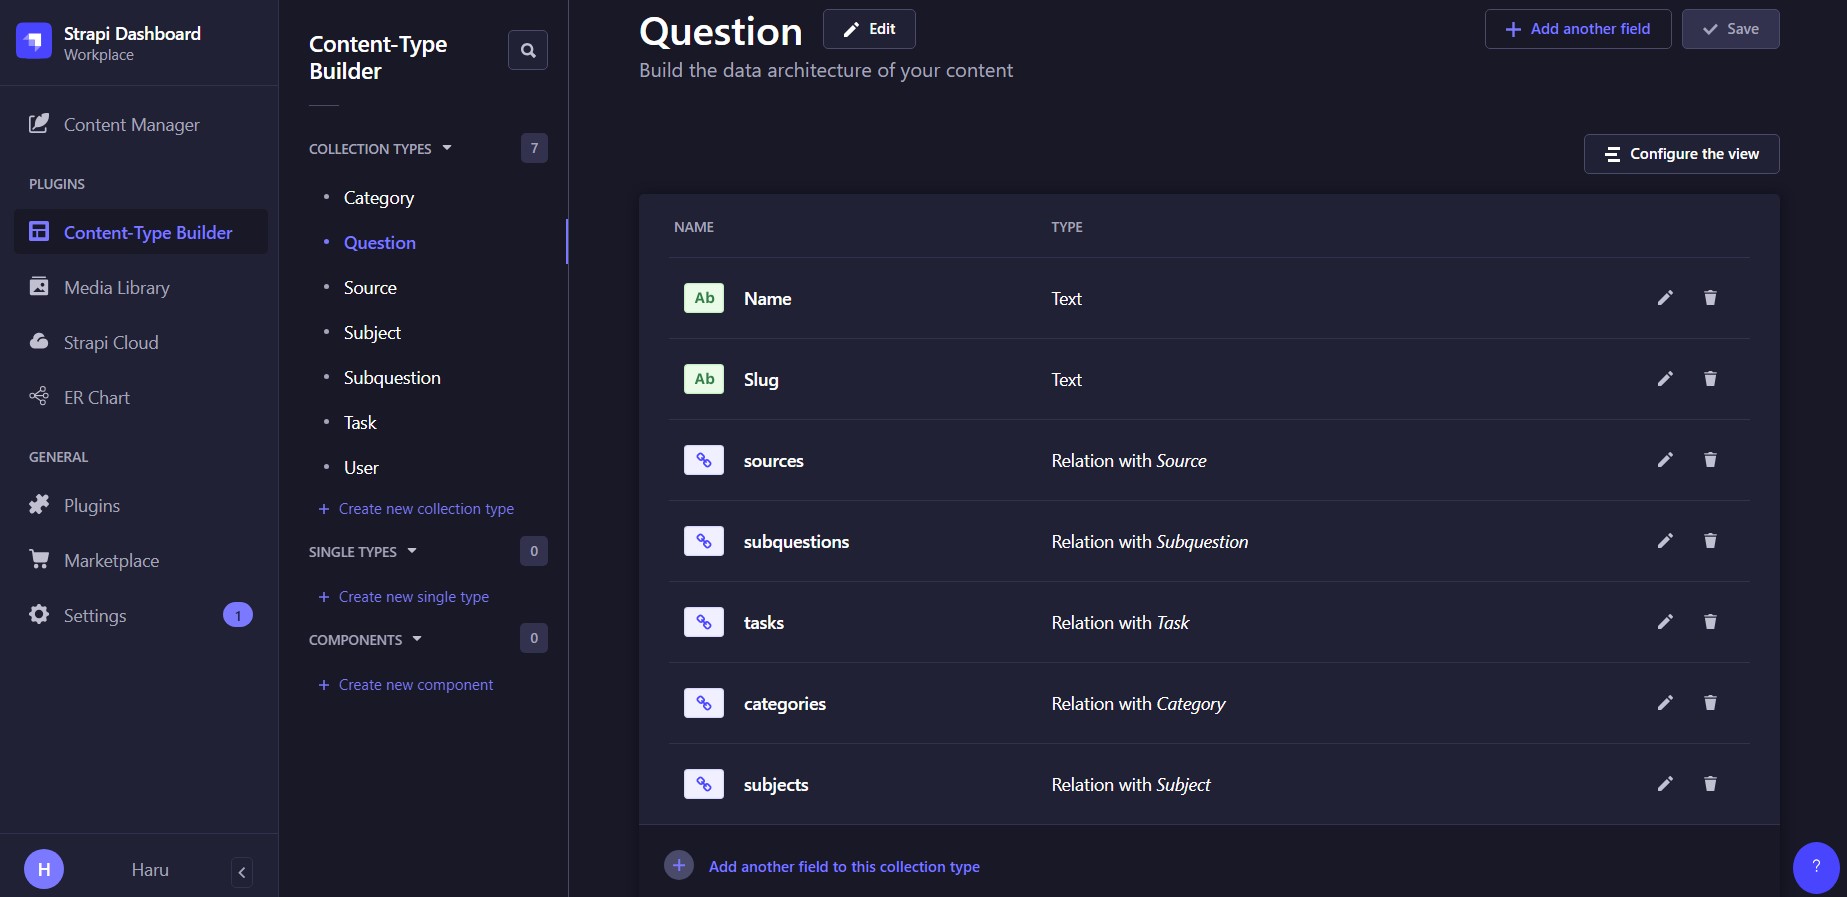 Strapi Dashboard
Workplace
Content Manager
PLUGINS
Content-Type Builder
Media Library
Strapi Cloud
ER Chart
GENERAL
Plugins
Marketplace
Settings
1
H
Haru
Content-Type
Builder
COLLECTION TYPES
7
Category
Question
Source
Subject
Subquestion
Task
User
+ Create new collection type
SINGLE TYPES
0
+ Create new single type
COMPONENTS
0
+ Create new component
Question
Edit
+ Add another field
Save
Build the data architecture of your content
Configure the view
NAME TYPE
Ab Name Text
Ab Slug Text
sources Relation with Source
subquestions Relation with Subquestion
tasks Relation with Task
categories Relation with Category
subjects Relation with Subject
+ Add another field to this collection type
?